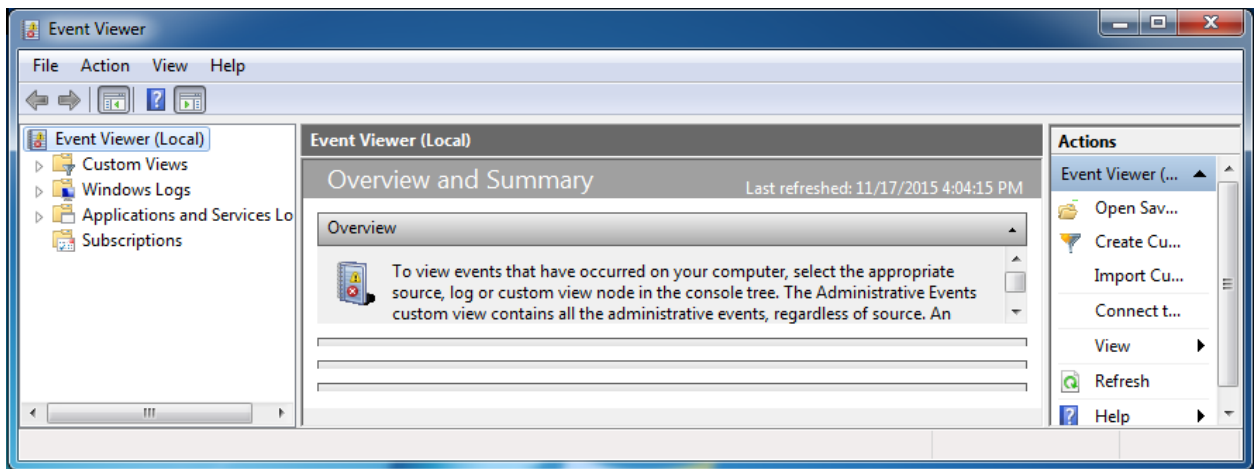 Event Viewer
File Action View Help
Event Viewer (Local)
Custom Views
Windows Logs
Applications and Services Lo
Subscriptions
Event Viewer (Local)
Overview and Summary
Last refreshed: 11/17/2015 4:04:15 PM
Overview
To view events that have occurred on your computer, select the appropriate
source, log or custom view node in the console tree. The Administrative Events
custom view contains all the administrative events, regardless of source. An
Actions
Event Viewer (...
Open Sav...
Create Cu...
Import Cu...
Connect t...
View
Refresh
Help